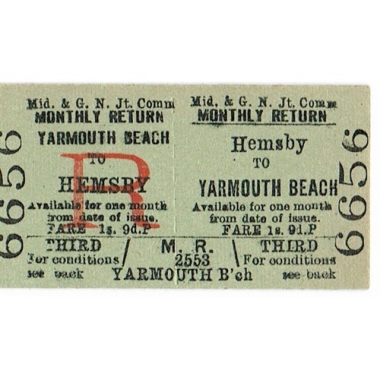 Mid. & G. N. Jt. Comm
MONTHLY RETURN
YARMOUTH BEACH
TO
HEMSBY
Available for one month
from date of issue.
FARE 1s. 9d.P
THIRD
For conditions
see back
R
Mid. & G. N. Jt. Comm
MONTHLY RETURN
Hemsby
TO
YARMOUTH BEACH
Available for one month
from date of issue.
FARE 1s. 9d.P
THIRD
For conditions
see back
M. R.
2553
YARMOUTH B'ch
6656
6656